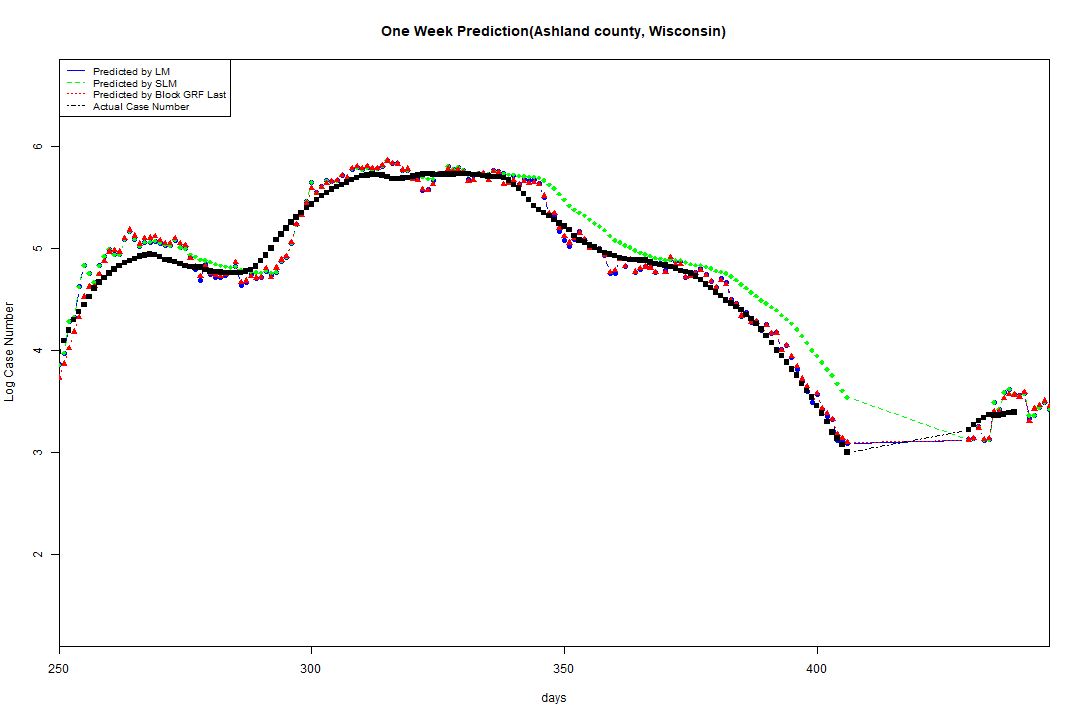 One Week Prediction(Ashland county, Wisconsin)
Predicted by LM
Predicted by SLM
Predicted by Block GRF Last
Actual Case Number
6
5
4
3
2
Log Case Number
250
300
350
400
days